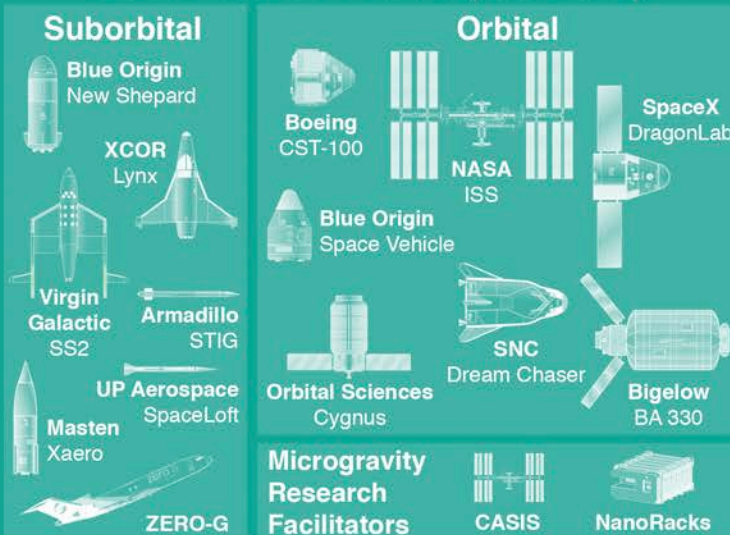 Suborbital
Blue Origin
New Shepard
XCOR
Lynx
Virgin
Galactic
SS2
Armadillo
STIG
UP Aerospace
SpaceLoft
Masten
Xaero
ZERO-G
Orbital
Boeing
CST-100
NASA
ISS
SpaceX
DragonLab
Blue Origin
Space Vehicle
Orbital Sciences
Cygnus
SNC
Dream Chaser
Bigelow
BA 330
Microgravity
Research
Facilitators
CASIS
NanoRacks